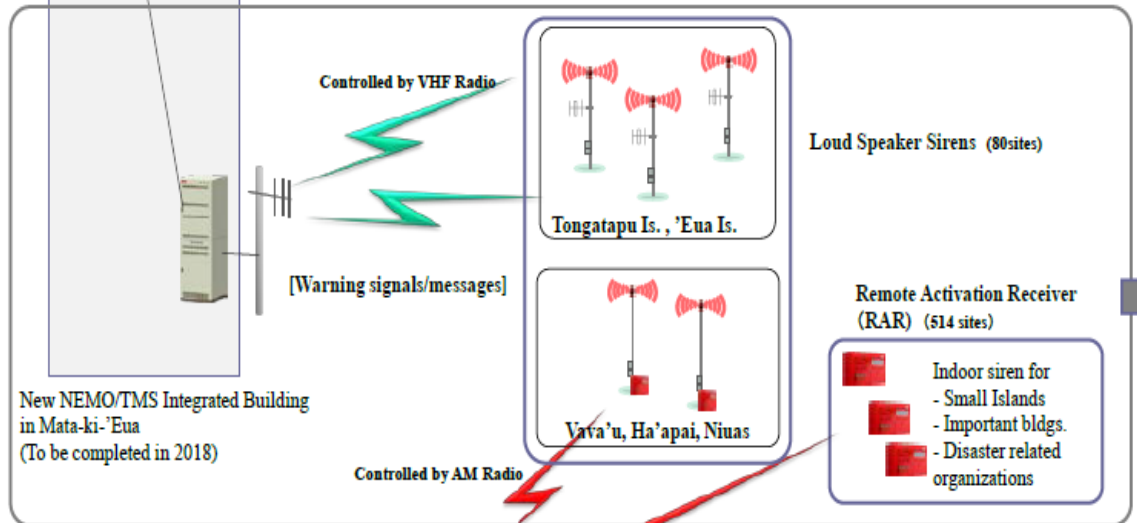 Controlled by VHF Radio
Loud Speaker Sirens (80sites)
Tongatapu Is. , ’Eua Is.
[Warning signals/messages]
Remote Activation Receiver
(RAR) (514 sites)
Indoor siren for
- Small Islands
- Important bldgs.
- Disaster related
organizations
New NEMO/TMS Integrated Building
in Mata-ki-’Eua
(To be completed in 2018)
Vava’u, Ha’apai, Niuas
Controlled by AM Radio